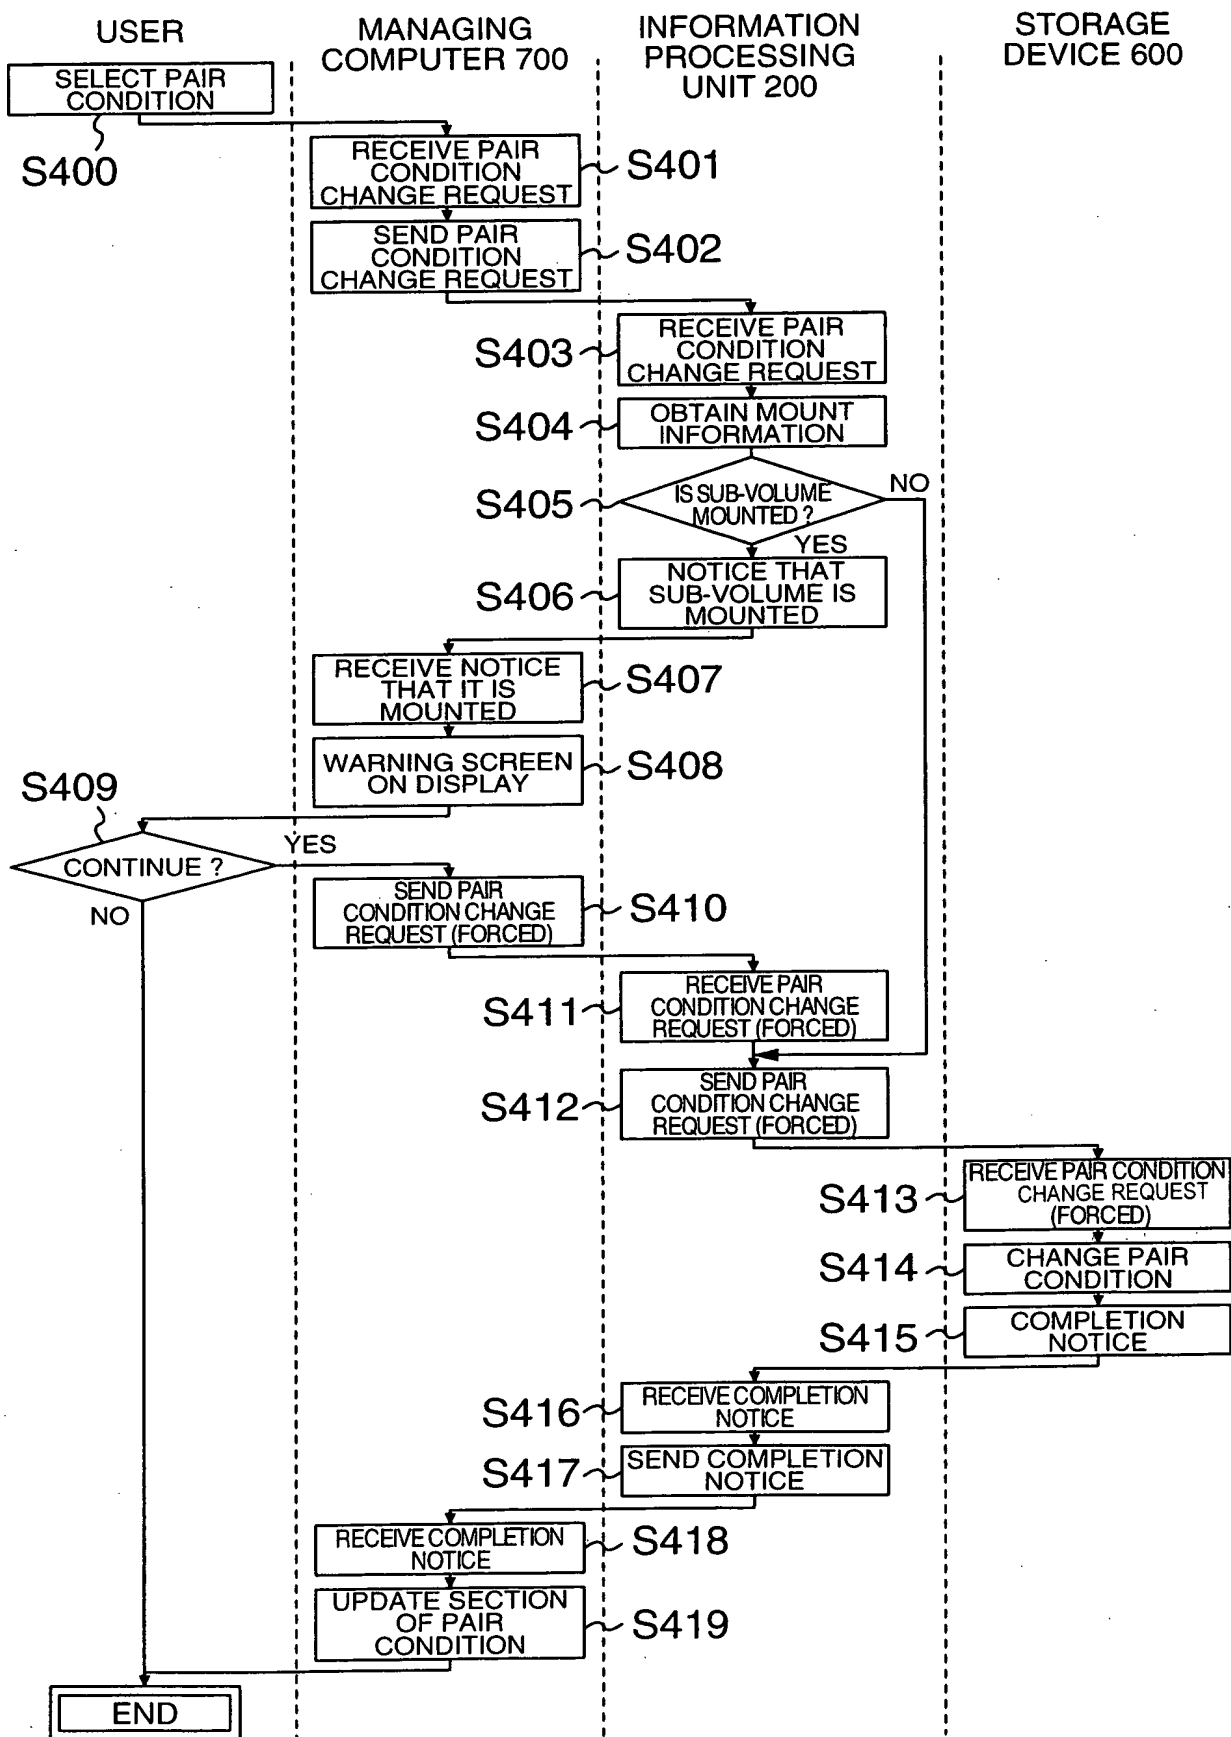 USER
MANAGING
COMPUTER 700
INFORMATION
PROCESSING
UNIT 200
STORAGE
DEVICE 600
SELECT PAIR
CONDITION
S400
RECEIVE PAIR
CONDITION
CHANGE REQUEST
S401
SEND PAIR
CONDITION
CHANGE REQUEST
S402
S403
RECEIVE PAIR
CONDITION
CHANGE REQUEST
S404
OBTAIN MOUNT
INFORMATION
S405
IS SUB-VOLUME
MOUNTED ?
NO
YES
S406
NOTICE THAT
SUB-VOLUME IS
MOUNTED
RECEIVE NOTICE
THAT IT IS
MOUNTED
S407
WARNING SCREEN
ON DISPLAY
S408
S409
CONTINUE ?
YES
NO
SEND PAIR
CONDITION CHANGE
REQUEST (FORCED)
S410
S411
RECEIVE PAIR
CONDITION CHANGE
REQUEST (FORCED)
S412
SEND PAIR
CONDITION CHANGE
REQUEST (FORCED)
S413
RECEIVE PAIR CONDITION
CHANGE REQUEST
(FORCED)
S414
CHANGE PAIR
CONDITION
S415
COMPLETION
NOTICE
S416
RECEIVE COMPLETION
NOTICE
S417
SEND COMPLETION
NOTICE
RECEIVE COMPLETION
NOTICE
S418
UPDATE SECTION
OF PAIR
CONDITION
S419
END